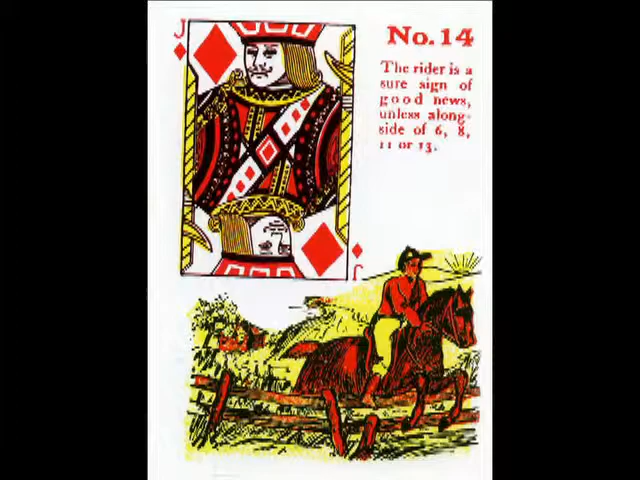 J
No.14
The rider is a
sure sign of
good news,
unless along-
side of 6, 8,
11 or 13.
J